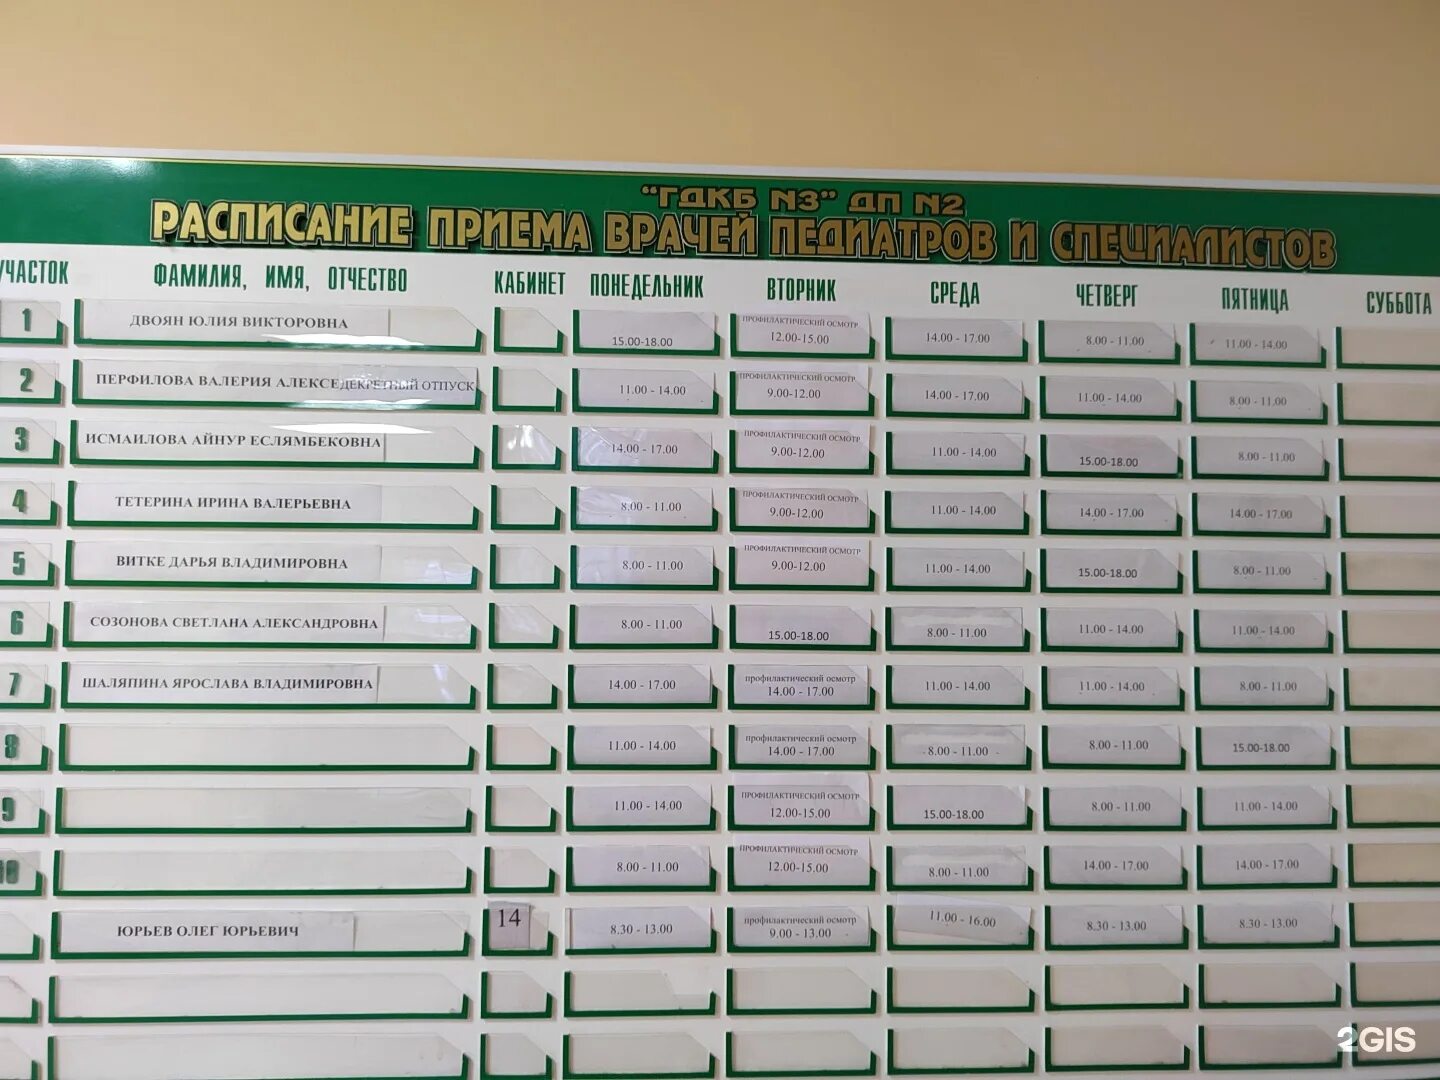 "ГДКБ №3" ДП №2
РАСПИСАНИЕ ПРИЕМА ВРАЧЕЙ ПЕДИАТРОВ И СПЕЦИАЛИСТОВ
УЧАСТОК ФАМИЛИЯ, ИМЯ, ОТЧЕСТВО КАБИНЕТ ПОНЕДЕЛЬНИК ВТОРНИК СРЕДА ЧЕТВЕРГ ПЯТНИЦА СУББОТА
1 ДВОЯН ЮЛИЯ ВИКТОРОВНА 15.00-18.00 ПРОФИЛАКТИЧЕСКИЙ ОСМОТР 12.00-15.00 14.00 - 17.00 8.00 - 11.00 11.00 - 14.00
2 ПЕРФИЛОВА ВАЛЕРИЯ АЛЕКСЕ ДЕКРЕТНЫЙ ОТПУСК 11.00 - 14.00 ПРОФИЛАКТИЧЕСКИЙ ОСМОТР 9.00-12.00 14.00 - 17.00 11.00 - 14.00 8.00 - 11.00
3 ИСМАИЛОВА АЙНУР ЕСЛЯМБЕКОВНА 14.00 - 17.00 ПРОФИЛАКТИЧЕСКИЙ ОСМОТР 9.00-12.00 11.00 - 14.00 15.00-18.00 8.00 - 11.00
4 ТЕТЕРИНА ИРИНА ВАЛЕРЬЕВНА 8.00 - 11.00 ПРОФИЛАКТИЧЕСКИЙ ОСМОТР 9.00-12.00 11.00 - 14.00 14.00 - 17.00 14.00 - 17.00
5 ВИТКЕ ДАРЬЯ ВЛАДИМИРОВНА 8.00 - 11.00 ПРОФИЛАКТИЧЕСКИЙ ОСМОТР 9.00-12.00 11.00 - 14.00 15.00-18.00 8.00 - 11.00
6 СОЗОНОВА СВЕТЛАНА АЛЕКСАНДРОВНА 8.00 - 11.00 15.00-18.00 8.00 - 11.00 11.00 - 14.00 11.00 - 14.00
7 ШАЛЯПИНА ЯРОСЛАВА ВЛАДИМИРОВНА 14.00 - 17.00 профилактический осмотр 14.00 - 17.00 11.00 - 14.00 11.00 - 14.00 8.00 - 11.00
8 11.00 - 14.00 профилактический осмотр 14.00 - 17.00 8.00 - 11.00 8.00 - 11.00 15.00-18.00
9 11.00 - 14.00 ПРОФИЛАКТИЧЕСКИЙ ОСМОТР 12.00-15.00 15.00-18.00 8.00 - 11.00 11.00 - 14.00
10 8.00 - 11.00 ПРОФИЛАКТИЧЕСКИЙ ОСМОТР 12.00-15.00 8.00 - 11.00 14.00 - 17.00 14.00 - 17.00
ЮРЬЕВ ОЛЕГ ЮРЬЕВИЧ 14 8.30 - 13.00 профилактический осмотр 9.00 - 13.00 11.00 - 16.00 8.30 - 13.00 8.30 - 13.00
2GIS